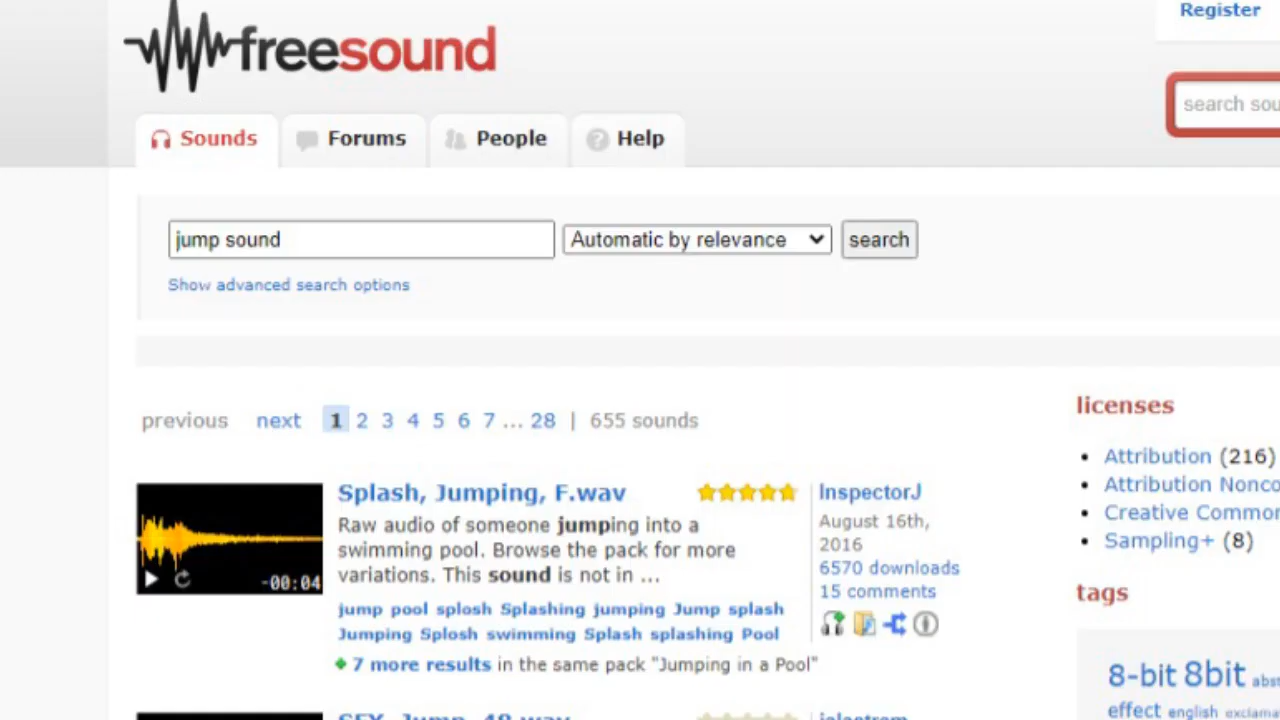 Register
freesound
search sou
Sounds Forums People Help
jump sound Automatic by relevance search
Show advanced search options
previous next 1 2 3 4 5 6 7 ... 28 | 655 sounds
licenses
Attribution (216)
Attribution Nonco
Creative Common
Sampling+ (8)
tags
8-bit 8bit abst
effect english exclama
Splash, Jumping, F.wav
Raw audio of someone jumping into a
swimming pool. Browse the pack for more
variations. This sound is not in ...
jump pool splosh Splashing jumping Jump splash
Jumping Splosh swimming Splash splashing Pool
7 more results in the same pack "Jumping in a Pool"
-00:04
InspectorJ
August 16th,
2016
6570 downloads
15 comments